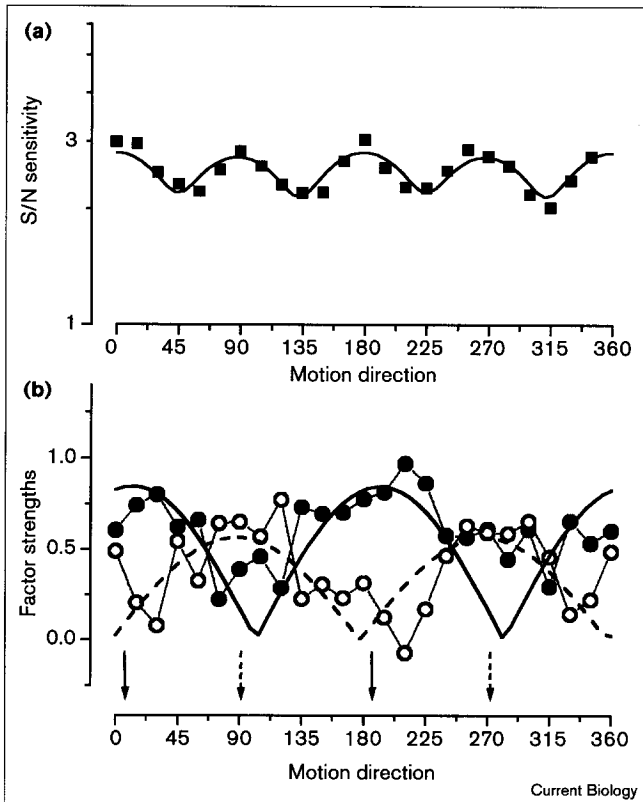 (a)
S/N sensitivity
3
1
0 45 90 135 180 225 270 315 360
Motion direction
(b)
Factor strengths
1.0
0.5
0.0
0 45 90 135 180 225 270 315 360
Motion direction
Current Biology